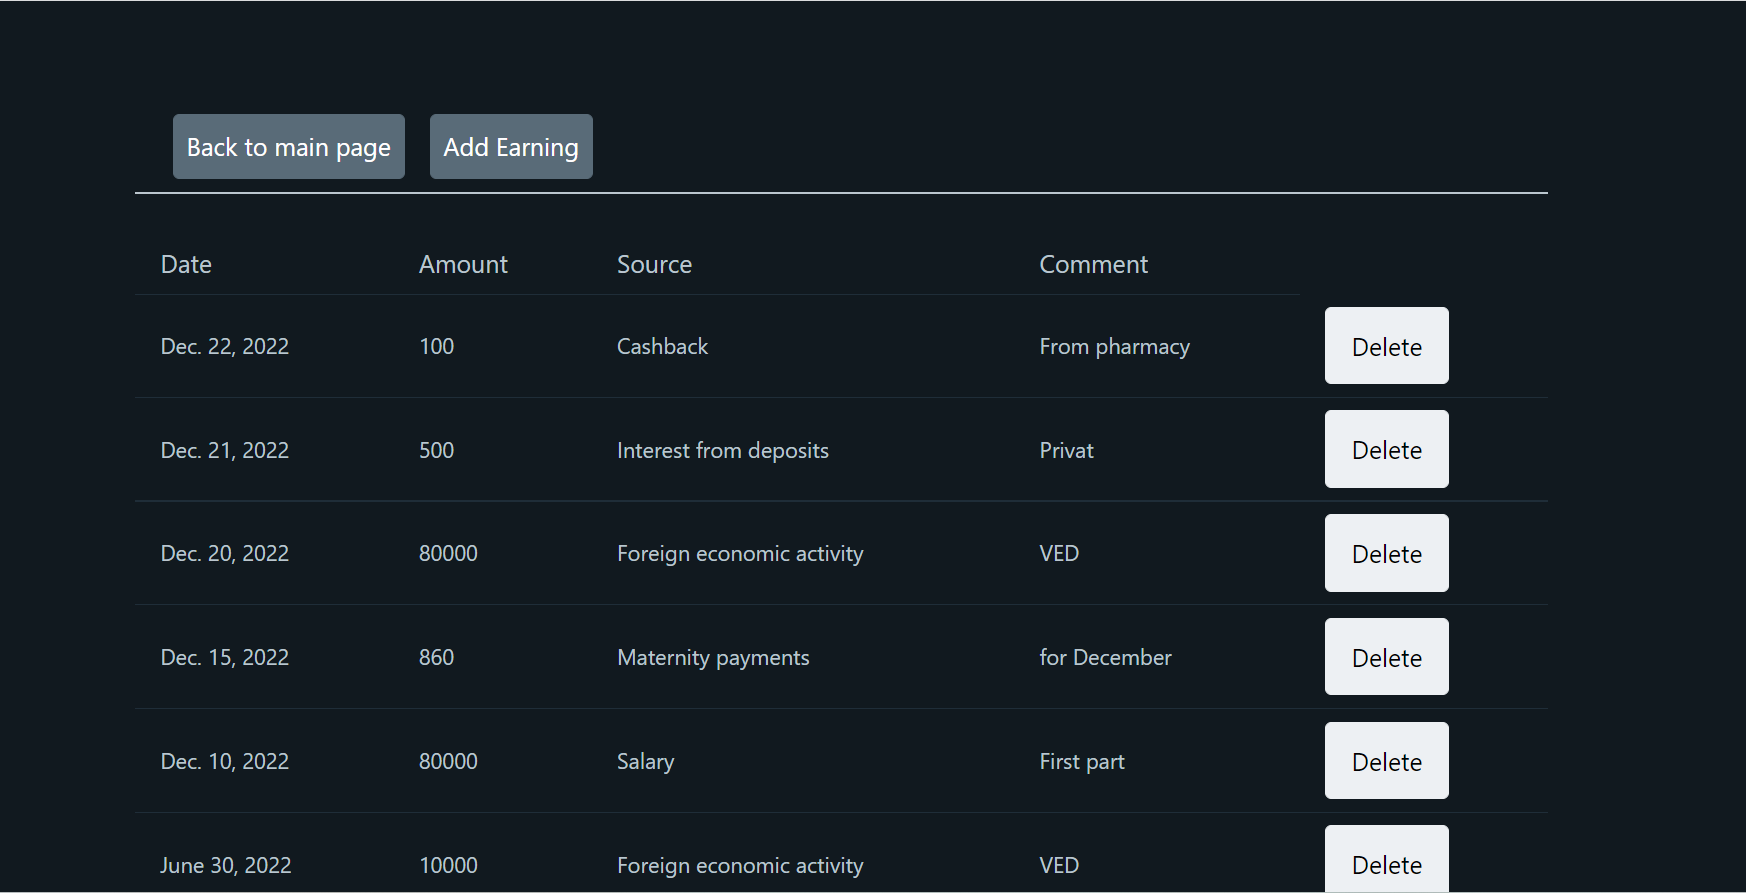 Back to main page Add Earning
Date Amount Source Comment
Dec. 22, 2022 100 Cashback From pharmacy Delete
Dec. 21, 2022 500 Interest from deposits Privat Delete
Dec. 20, 2022 80000 Foreign economic activity VED Delete
Dec. 15, 2022 860 Maternity payments for December Delete
Dec. 10, 2022 80000 Salary First part Delete
June 30, 2022 10000 Foreign economic activity VED Delete